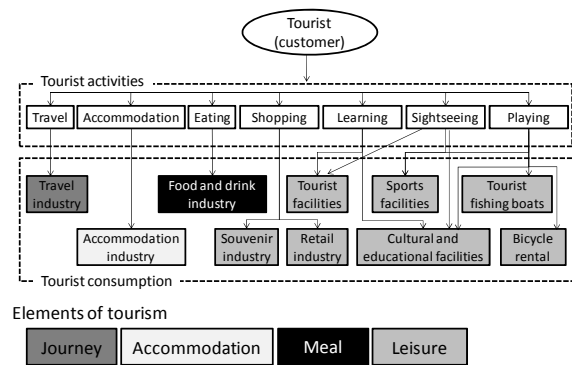 Tourist
(customer)
Tourist activities
Travel
Accommodation
Eating
Shopping
Learning
Sightseeing
Playing
Travel
industry
Food and drink
industry
Tourist
facilities
Sports
facilities
Tourist
fishing boats
Accommodation
industry
Souvenir
industry
Retail
industry
Cultural and
educational facilities
Bicycle
rental
Tourist consumption
Elements of tourism
Journey
Accommodation
Meal
Leisure